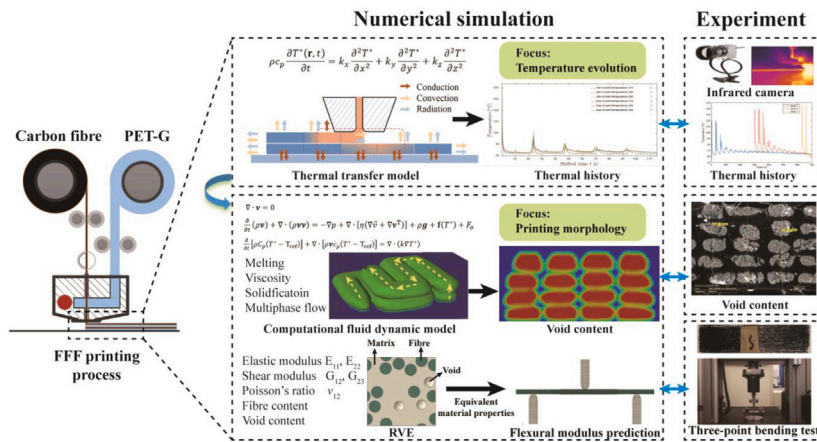 Numerical simulation
Experiment
Carbon fibre
PET-G
FFF printing
process
ρc_p ∂T*(r, t)/∂t = k_x ∂²T*/∂x² + k_y ∂²T*/∂y² + k_z ∂²T*/∂z²
Focus:
Temperature evolution
Conduction
Convection
Radiation
Thermal transfer model
Thermal history
Infrared camera
Thermal history
∇ · v = 0
∂/∂t (ρv) + ∇ · (ρvv) = −∇p + ∇ · [η(∇v⃗ + ∇vᵀ)] + ρg + f(T*) + F_σ
∂/∂t [ρc_p(T* − T_ref)] + ∇ · [ρvc_p(T* − T_ref)] = ∇ · (k∇T*)
Focus:
Printing morphology
Melting
Viscosity
Solidficatoin
Multiphase flow
Computational fluid dynamic model
Void content
Void content
Elastic modulus E₁₁, E₂₂
Shear modulus G₁₂, G₂₃
Poisson's ratio ν₁₂
Fibre content
Void content
Matrix
Fibre
Void
RVE
Equivalent
material properties
Flexural modulus prediction
Three-point bending test